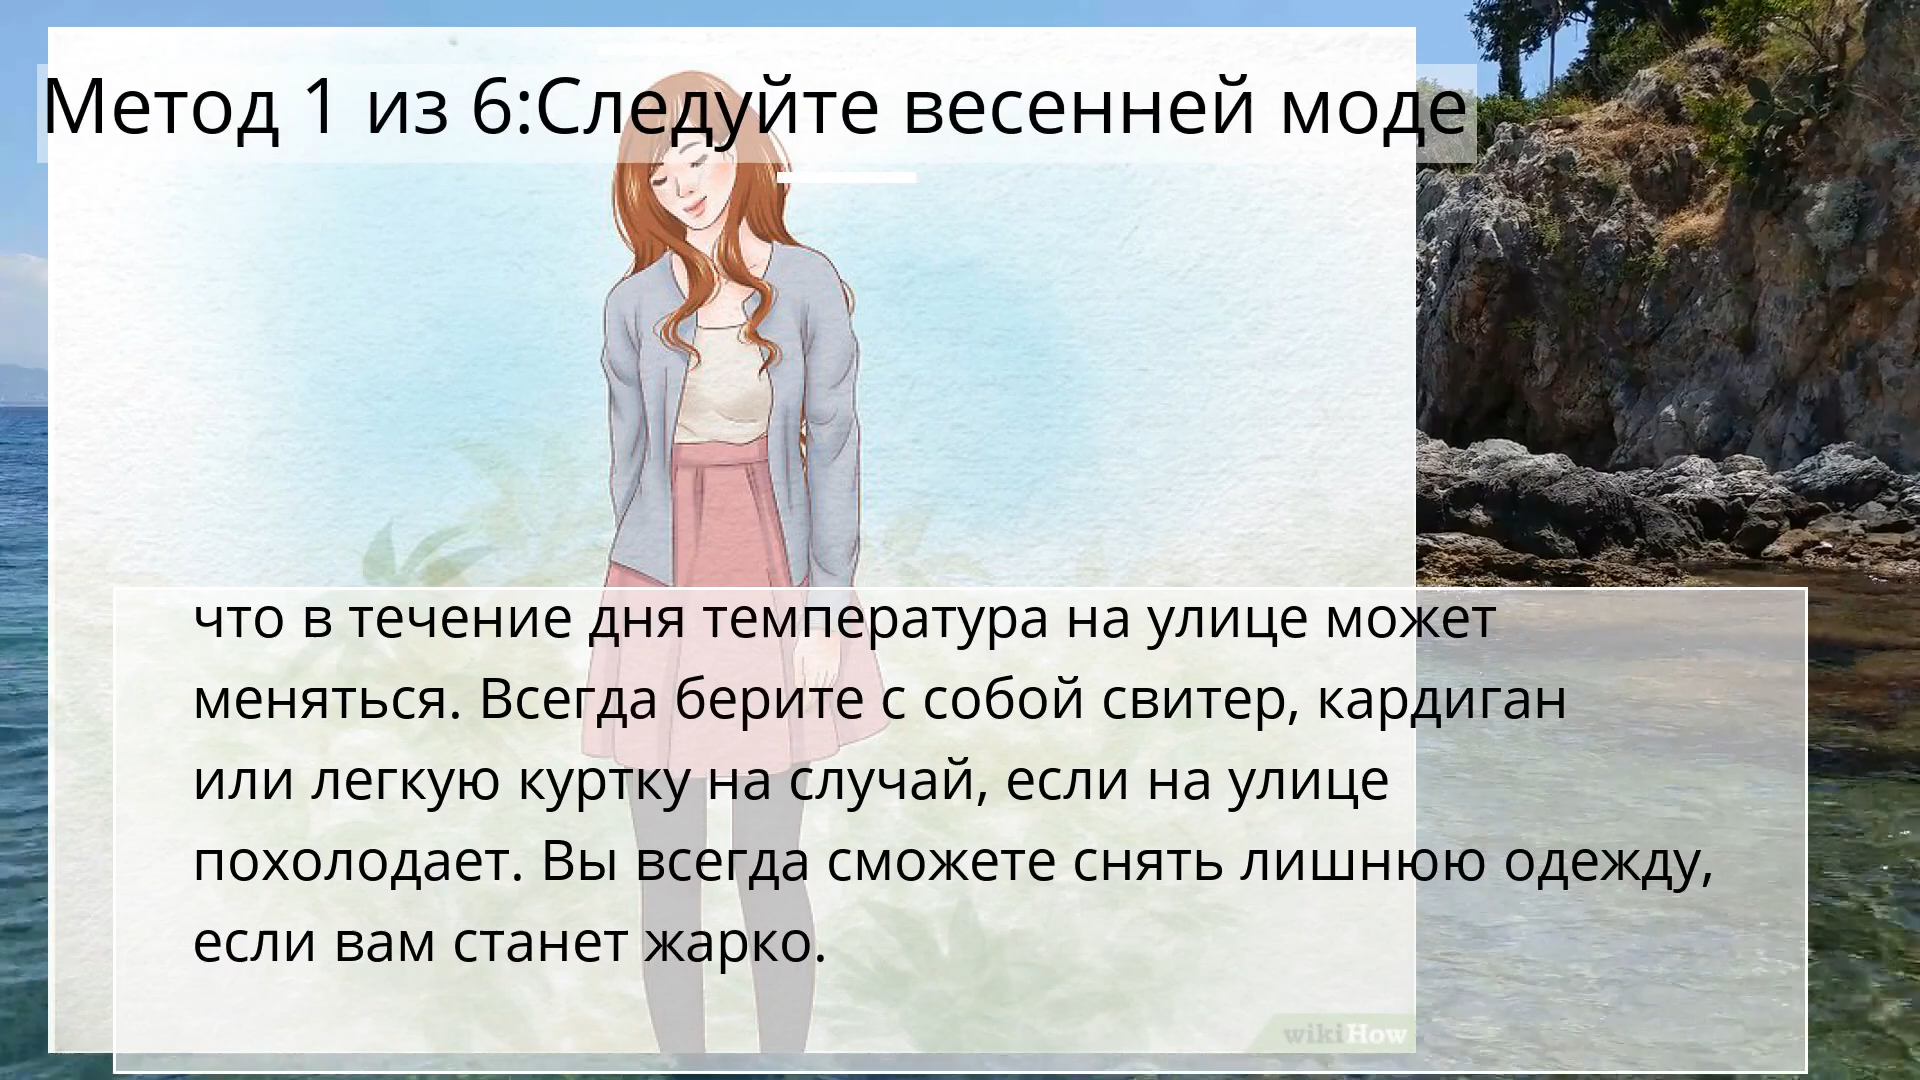 Метод 1 из 6:Следуйте весенней моде
что в течение дня температура на улице может
меняться. Всегда берите с собой свитер, кардиган
или легкую куртку на случай, если на улице
похолодает. Вы всегда сможете снять лишнюю одежду,
если вам станет жарко.
wikiHow